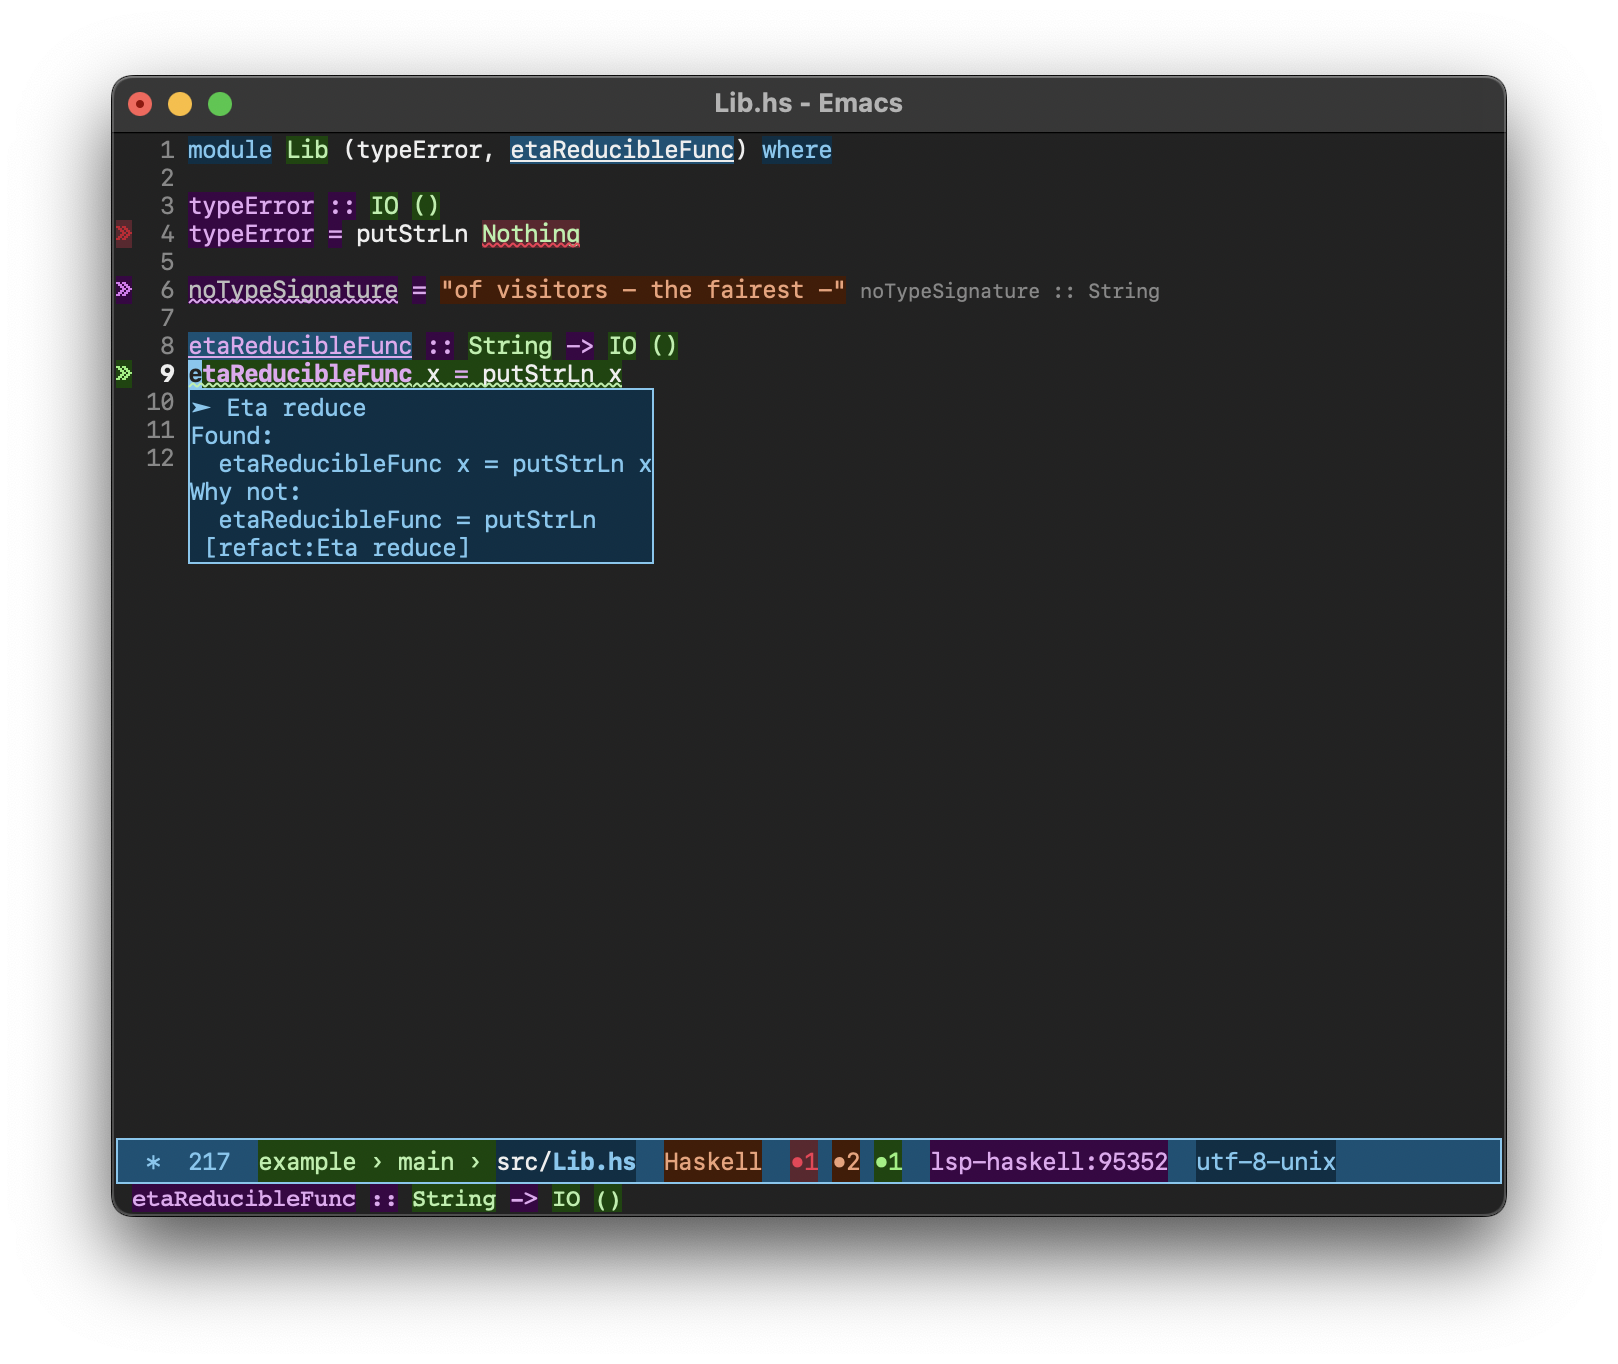 Lib.hs - Emacs
1 module Lib (typeError, etaReducibleFunc) where
2
3 typeError :: IO ()
» 4 typeError = putStrLn Nothing
5
» 6 noTypeSignature = "of visitors — the fairest —" noTypeSignature :: String
7
8 etaReducibleFunc :: String -> IO ()
» 9 etaReducibleFunc x = putStrLn x
10
11
12
➤ Eta reduce
Found:
  etaReducibleFunc x = putStrLn x
Why not:
  etaReducibleFunc = putStrLn
 [refact:Eta reduce]
* 217 example › main › src/Lib.hs Haskell •1 •2 •1 lsp-haskell:95352 utf-8-unix
etaReducibleFunc :: String -> IO ()